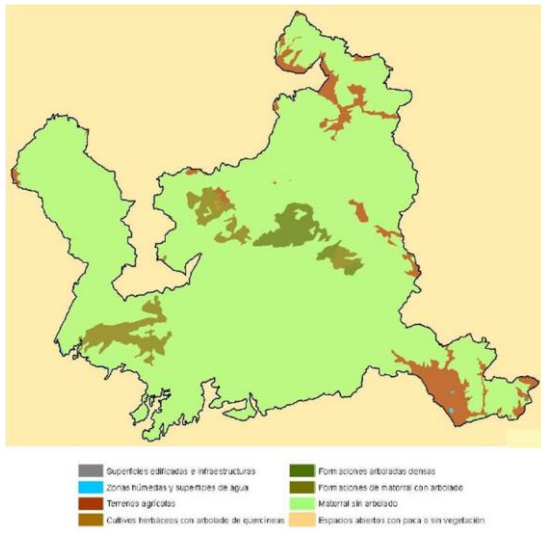 Superficies edificadas e infraestructuras
Zonas húmedas y superficies de agua
Terrenos agrícolas
Cultivos herbáceos con arbolado de quercíneas
Formaciones arboladas densas
Formaciones de matorral con arbolado
Matorral sin arbolado
Espacios abiertos con poca o sin vegetación